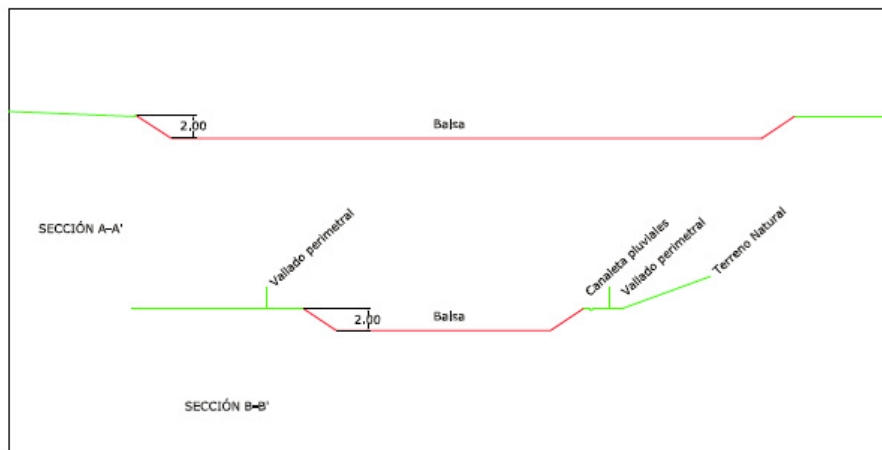 2.00
Balsa
SECCIÓN A-A'
Vallado perimetral
Canaleta pluviales
Vallado perimetral
Terreno Natural
2.00
Balsa
SECCIÓN B-B'